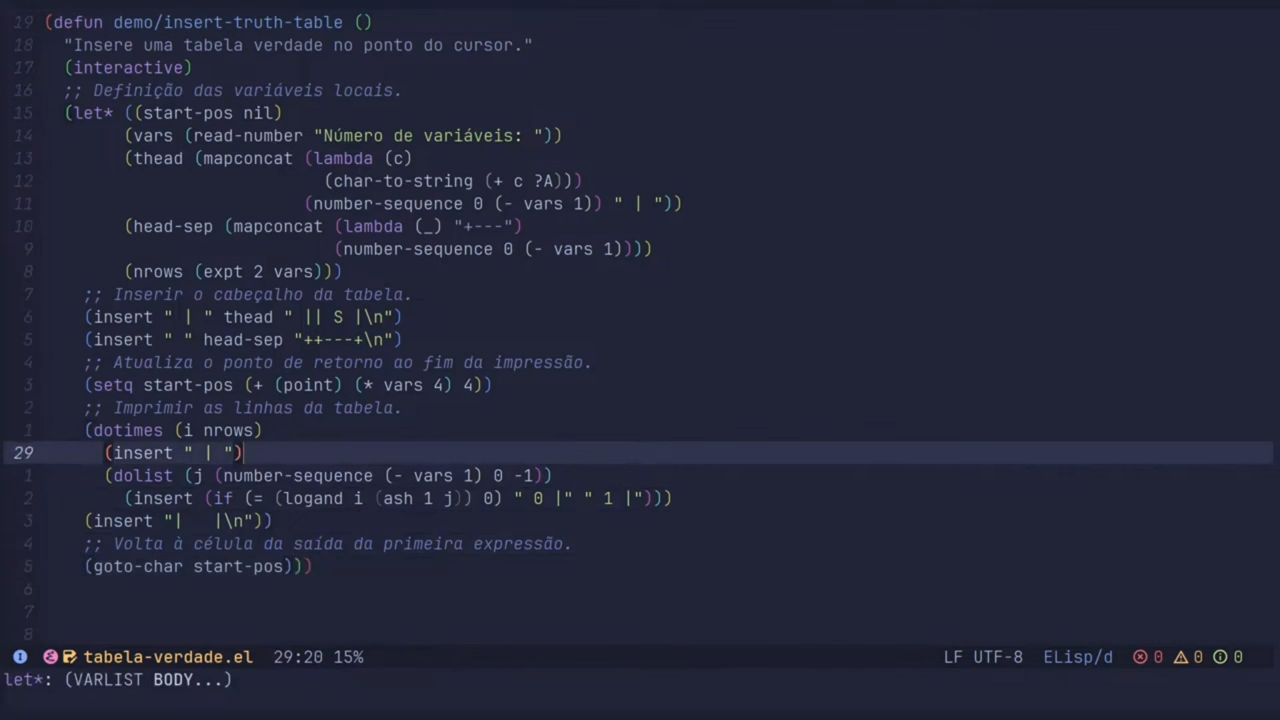 19 (defun demo/insert-truth-table ()
18   "Insere uma tabela verdade no ponto do cursor."
17   (interactive)
16   ;; Definição das variáveis locais.
15   (let* ((start-pos nil)
14         (vars (read-number "Número de variáveis: "))
13         (thead (mapconcat (lambda (c)
12                             (char-to-string (+ c ?A)))
11                           (number-sequence 0 (- vars 1)) " | "))
10         (head-sep (mapconcat (lambda (_) "+---")
9                              (number-sequence 0 (- vars 1))))
8          (nrows (expt 2 vars)))
7     ;; Inserir o cabeçalho da tabela.
6     (insert " | " thead " || S |\n")
5     (insert " " head-sep "++---+\n")
4     ;; Atualiza o ponto de retorno ao fim da impressão.
3     (setq start-pos (+ (point) (* vars 4) 4))
2     ;; Imprimir as linhas da tabela.
1     (dotimes (i nrows)
29      (insert " | ")
1       (dolist (j (number-sequence (- vars 1) 0 -1))
2         (insert (if (= (logand i (ash 1 j)) 0) " 0 |" " 1 |")))
3     (insert "|   |\n"))
4     ;; Volta à célula da saída da primeira expressão.
5     (goto-char start-pos)))
6
7
8
tabela-verdade.el 29:20 15% LF UTF-8 ELisp/d 0 0 0
let*: (VARLIST BODY...)